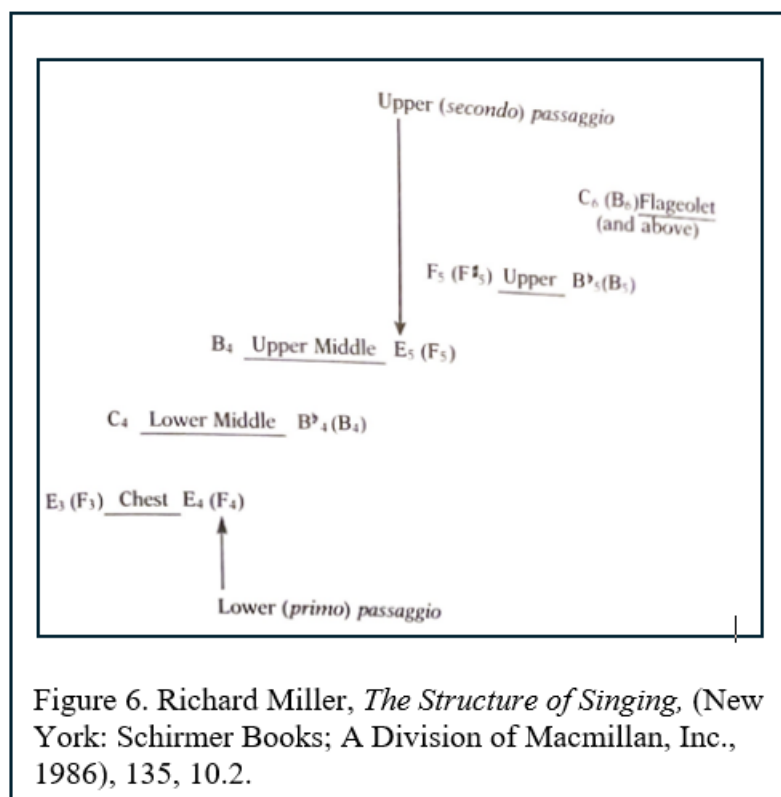 Upper (secondo) passaggio
C₆ (B₆) Flageolet
(and above)
F₅ (F♯₅) Upper B♭₅(B₅)
B₄ Upper Middle E₅ (F₅)
C₄ Lower Middle B♭₄(B₄)
E₃ (F₃) Chest E₄ (F₄)
Lower (primo) passaggio
Figure 6. Richard Miller, The Structure of Singing, (New
York: Schirmer Books; A Division of Macmillan, Inc.,
1986), 135, 10.2.